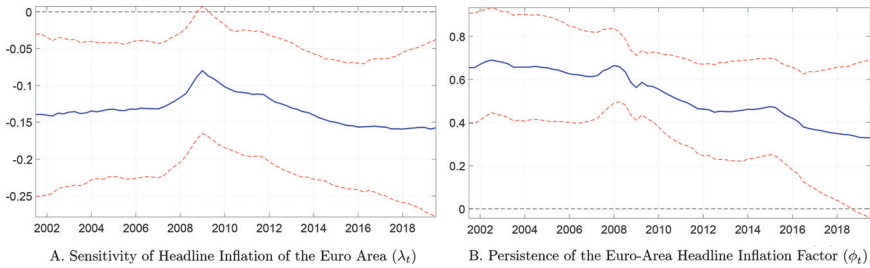 0
-0.05
-0.1
-0.15
-0.2
-0.25
2002 2004 2006 2008 2010 2012 2014 2016 2018
A. Sensitivity of Headline Inflation of the Euro Area (λt)
0.8
0.6
0.4
0.2
0
2002 2004 2006 2008 2010 2012 2014 2016 2018
B. Persistence of the Euro-Area Headline Inflation Factor (ϕt)